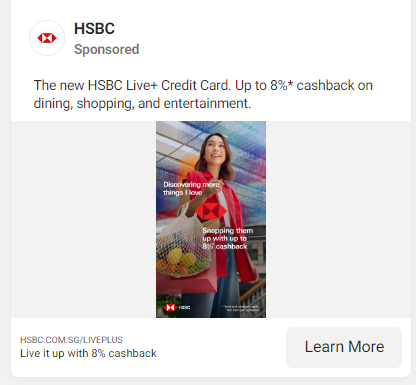 HSBC
Sponsored
The new HSBC Live+ Credit Card. Up to 8%* cashback on
dining, shopping, and entertainment.
Discovering more
things I love
Snapping them
up with up to
8%* cashback
HSBC
HSBC.COM.SG/LIVEPLUS
Live it up with 8% cashback
Learn More